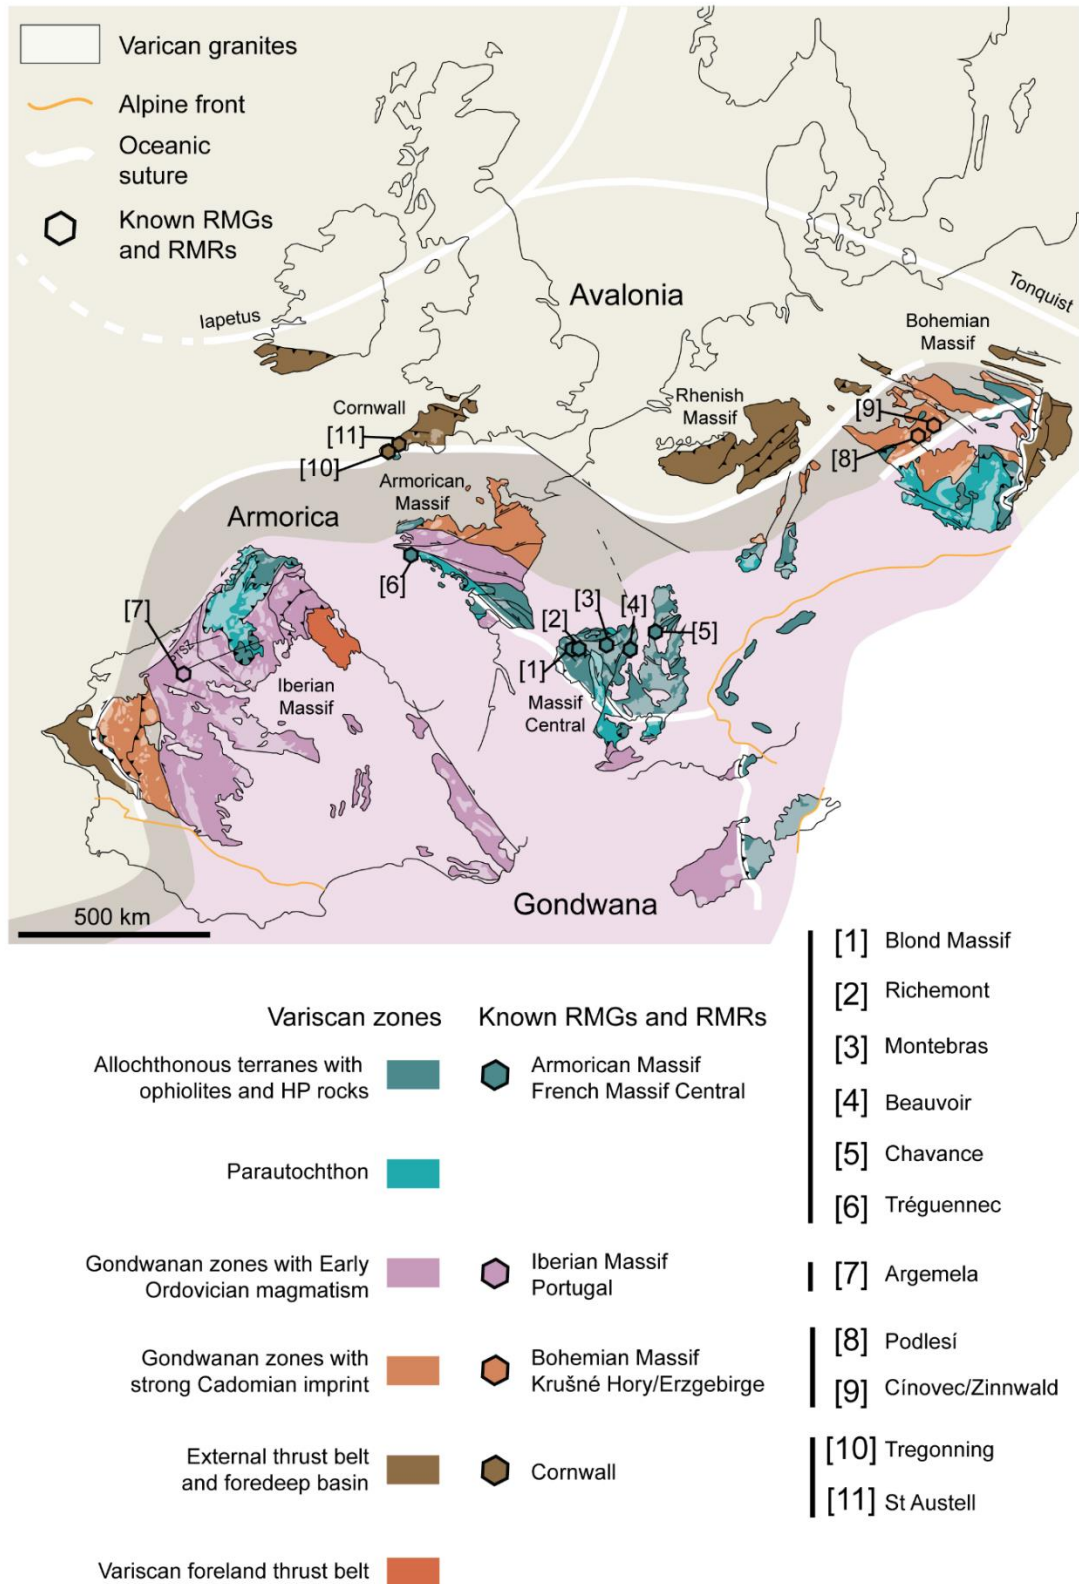 Varican granites
Alpine front
Oceanic
suture
Known RMGs
and RMRs
Iapetus
Avalonia
Tonquist
Bohemian
Massif
[9]
[8]
Rhenish
Massif
Cornwall
[11]
[10]
Armorican
Massif
Armorica
[6]
[7]
TSZ
Iberian
Massif
[3]
[4]
[2]
[5]
[1]
Massif
Central
Gondwana
500 km
Variscan zones
Allochthonous terranes with
ophiolites and HP rocks
Parautochthon
Gondwanan zones with Early
Ordovician magmatism
Gondwanan zones with
strong Cadomian imprint
External thrust belt
and foredeep basin
Variscan foreland thrust belt
Known RMGs and RMRs
Armorican Massif
French Massif Central
Iberian Massif
Portugal
Bohemian Massif
Krušné Hory/Erzgebirge
Cornwall
[1] Blond Massif
[2] Richemont
[3] Montebras
[4] Beauvoir
[5] Chavance
[6] Tréguennec
[7] Argemela
[8] Podlesí
[9] Cínovec/Zinnwald
[10] Tregonning
[11] St Austell